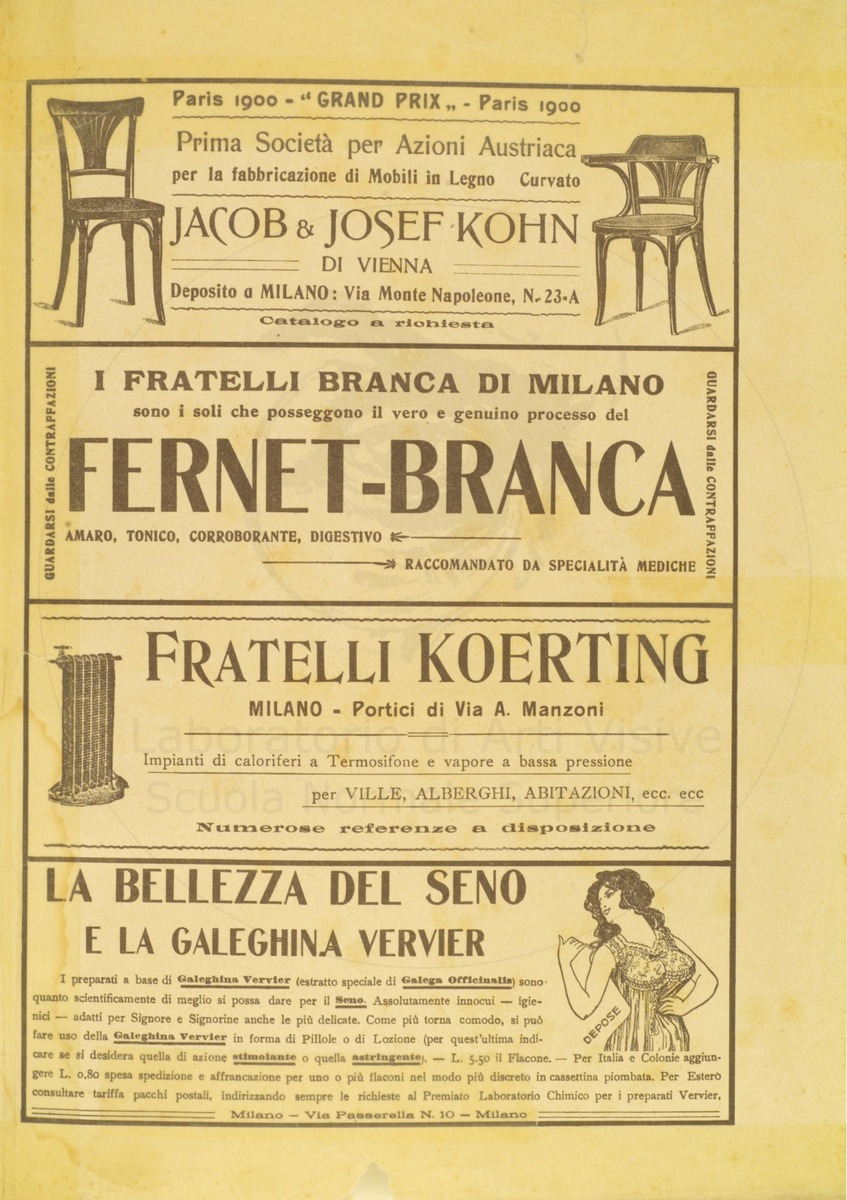 Paris 1900 - “ GRAND PRIX „ - Paris 1900
Prima Società per Azioni Austriaca
per la fabbricazione di Mobili in Legno Curvato
JACOB & JOSEF KOHN
DI VIENNA
Deposito a MILANO: Via Monte Napoleone, N. 23-A
Catalogo a richiesta
GUARDARSI dalle CONTRAFFAZIONI
I FRATELLI BRANCA DI MILANO
sono i soli che posseggono il vero e genuino processo del
FERNET-BRANCA
AMARO, TONICO, CORROBORANTE, DIGESTIVO
RACCOMANDATO DA SPECIALITÀ MEDICHE
GUARDARSI dalle CONTRAFFAZIONI
FRATELLI KOERTING
MILANO - Portici di Via A. Manzoni
Impianti di caloriferi a Termosifone e vapore a bassa pressione
per VILLE, ALBERGHI, ABITAZIONI, ecc. ecc
Numerose referenze a disposizione
Laboratorio di Arti Visive
Scuola Normale Superiore
LA BELLEZZA DEL SENO
E LA GALEGHINA VERVIER
I preparati a base di Galeghina Vervier (estratto speciale di Galega Officinalis) sono
quanto scientificamente di meglio si possa dare per il Seno. Assolutamente innocui — igie-
nici — adatti per Signore e Signorine anche le più delicate. Come più torna comodo, si può
fare uso della Galeghina Vervier in forma di Pillole o di Lozione (per quest'ultima indi-
care se si desidera quella di azione stimolante o quella astringente). — L. 5.50 il Flacone. — Per Italia e Colonie aggiun-
gere L. 0.80 spesa spedizione e affrancazione per uno o più flaconi nel modo più discreto in cassettina piombata. Per Estero
consultare tariffa pacchi postali, indirizzando sempre le richieste al Premiato Laboratorio Chimico per i preparati Vervier,
Milano — Via Passerella N. 10 — Milano
DEPOSE